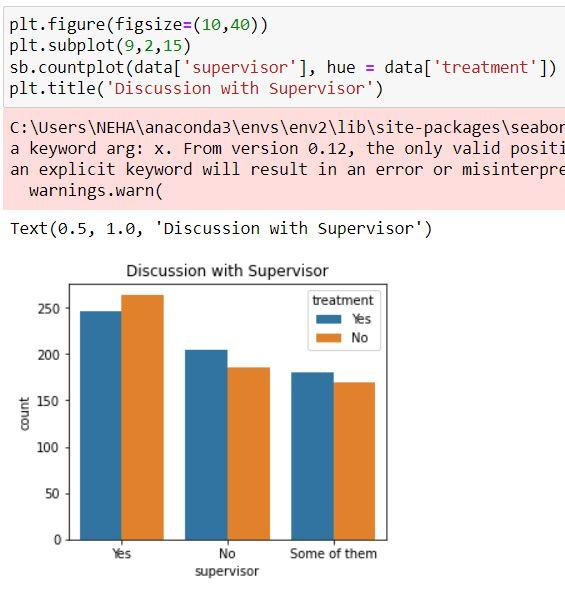 plt.figure(figsize=(10,40))
plt.subplot(9,2,15)
sb.countplot(data['supervisor'], hue = data['treatment'])
plt.title('Discussion with Supervisor')
C:\Users\NEHA\anaconda3\envs\env2\lib\site-packages\seabor
a keyword arg: x. From version 0.12, the only valid positi
an explicit keyword will result in an error or misinterpre
warnings.warn(
Text(0.5, 1.0, 'Discussion with Supervisor')
Discussion with Supervisor
treatment
Yes
No
250
200
150
100
50
0
count
Yes No Some of them
supervisor